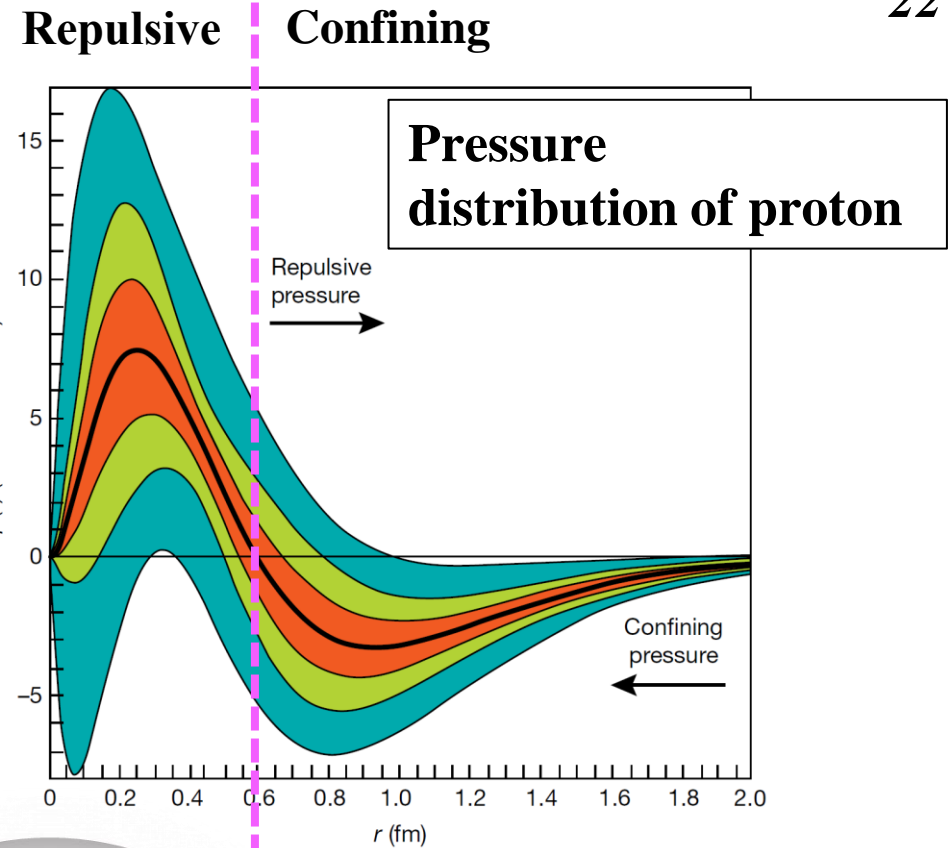 Repulsive
Confining
22
Pressure
distribution of proton
Repulsive
pressure
Confining
pressure
15
10
5
0
−5
0 0.2 0.4 0.6 0.8 1.0 1.2 1.4 1.6 1.8 2.0
r (fm)